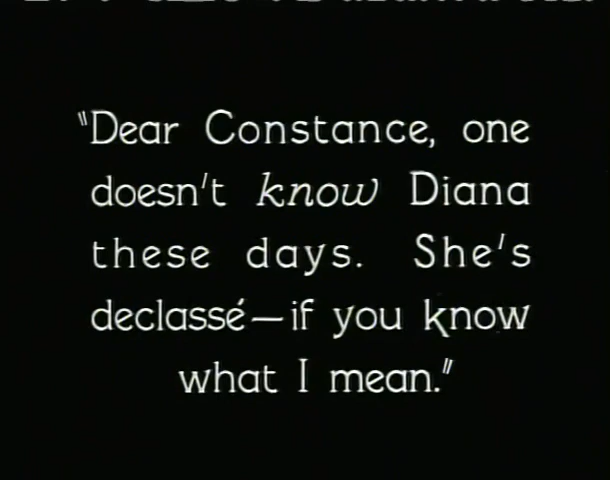 "Dear Constance, one
doesn't know Diana
these days. She's
declassé—if you know
what I mean."